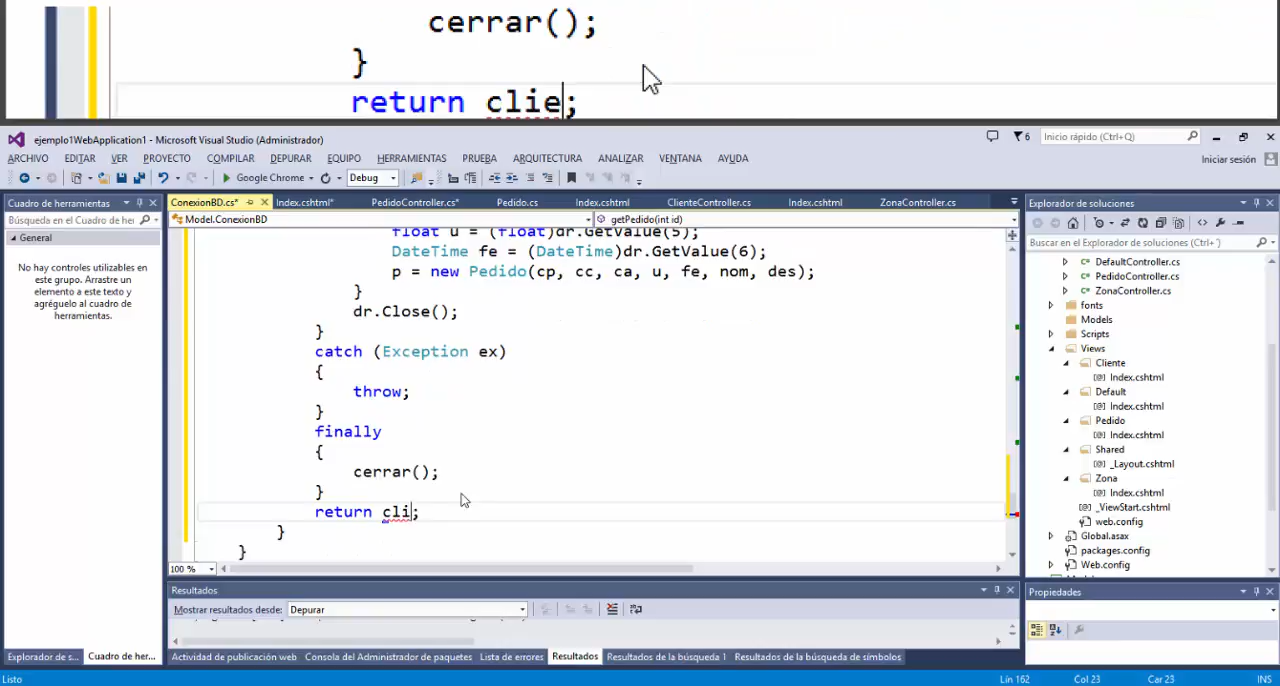 cerrar();
}
return clie;
ejemplo1WebApplication1 - Microsoft Visual Studio (Administrador)
6
Inicio rápido (Ctrl+Q)
ARCHIVO EDITAR VER PROYECTO COMPILAR DEPURAR EQUIPO HERRAMIENTAS PRUEBA ARQUITECTURA ANALIZAR VENTANA AYUDA
Iniciar sesión
Google Chrome Debug
Cuadro de herramientas
Búsqueda en el Cuadro de her
General
No hay controles utilizables en
este grupo. Arrastre un
elemento a este texto y
agréguelo al cuadro de
herramientas.
ConexionBD.cs* Index.cshtml* PedidoController.cs* Pedido.cs Index.cshtml ClienteController.cs Index.cshtml ZonaController.cs
Model.ConexionBD getPedido(int id)
float u = (float)dr.GetValue(5);
DateTime fe = (DateTime)dr.GetValue(6);
p = new Pedido(cp, cc, ca, u, fe, nom, des);
}
dr.Close();
}
catch (Exception ex)
{
throw;
}
finally
{
cerrar();
}
return cli;
}
}
100 %
Explorador de soluciones
Buscar en el Explorador de soluciones (Ctrl+')
DefaultController.cs
PedidoController.cs
ZonaController.cs
fonts
Models
Scripts
Views
Cliente
Index.cshtml
Default
Index.cshtml
Pedido
Index.cshtml
Shared
_Layout.cshtml
Zona
Index.cshtml
_ViewStart.cshtml
web.config
Global.asax
packages.config
Web.config
Resultados
Mostrar resultados desde: Depurar
Propiedades
Explorador de s... Cuadro de her...
Actividad de publicación web Consola del Administrador de paquetes Lista de errores Resultados Resultados de la búsqueda 1 Resultados de la búsqueda de símbolos
Listo Lín 162 Col 23 Car 23 INS